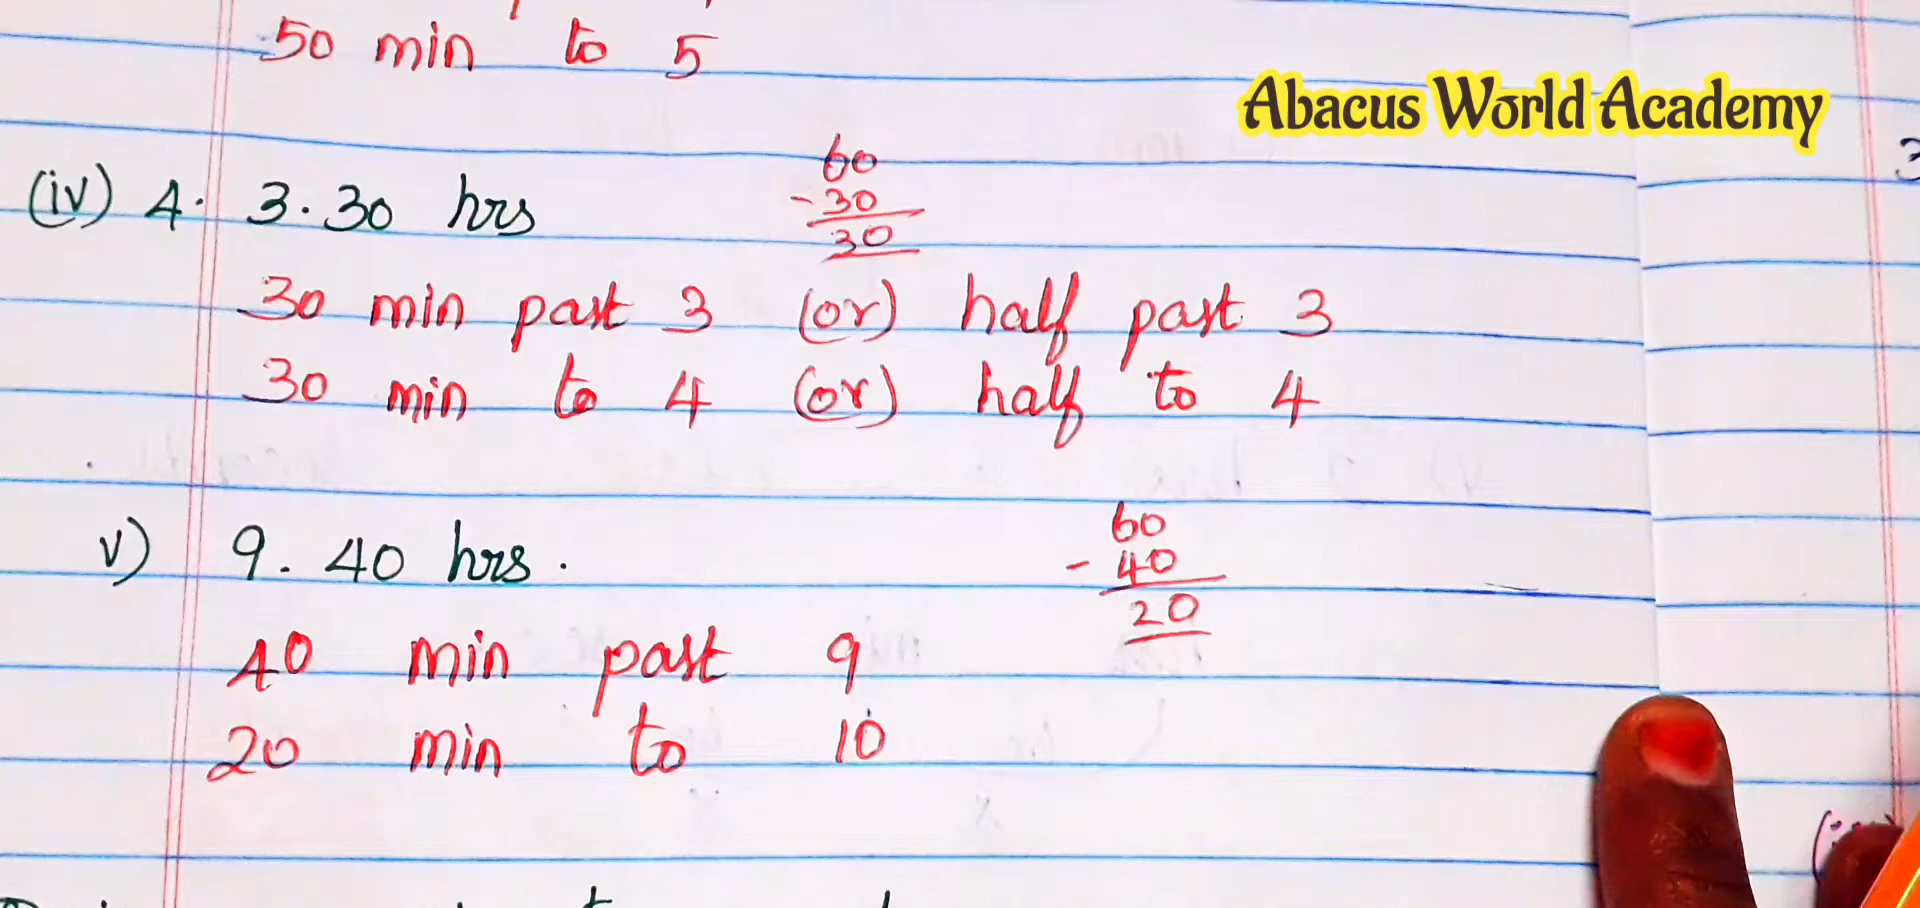 50 min to 5
Abacus World Academy
(iv) 4. 3.30 hrs
60
- 30
30
30 min past 3 (or) half past 3
30 min to 4 (or) half to 4
v) 9.40 hrs.
60
- 40
20
40 min past 9
20 min to 10
3